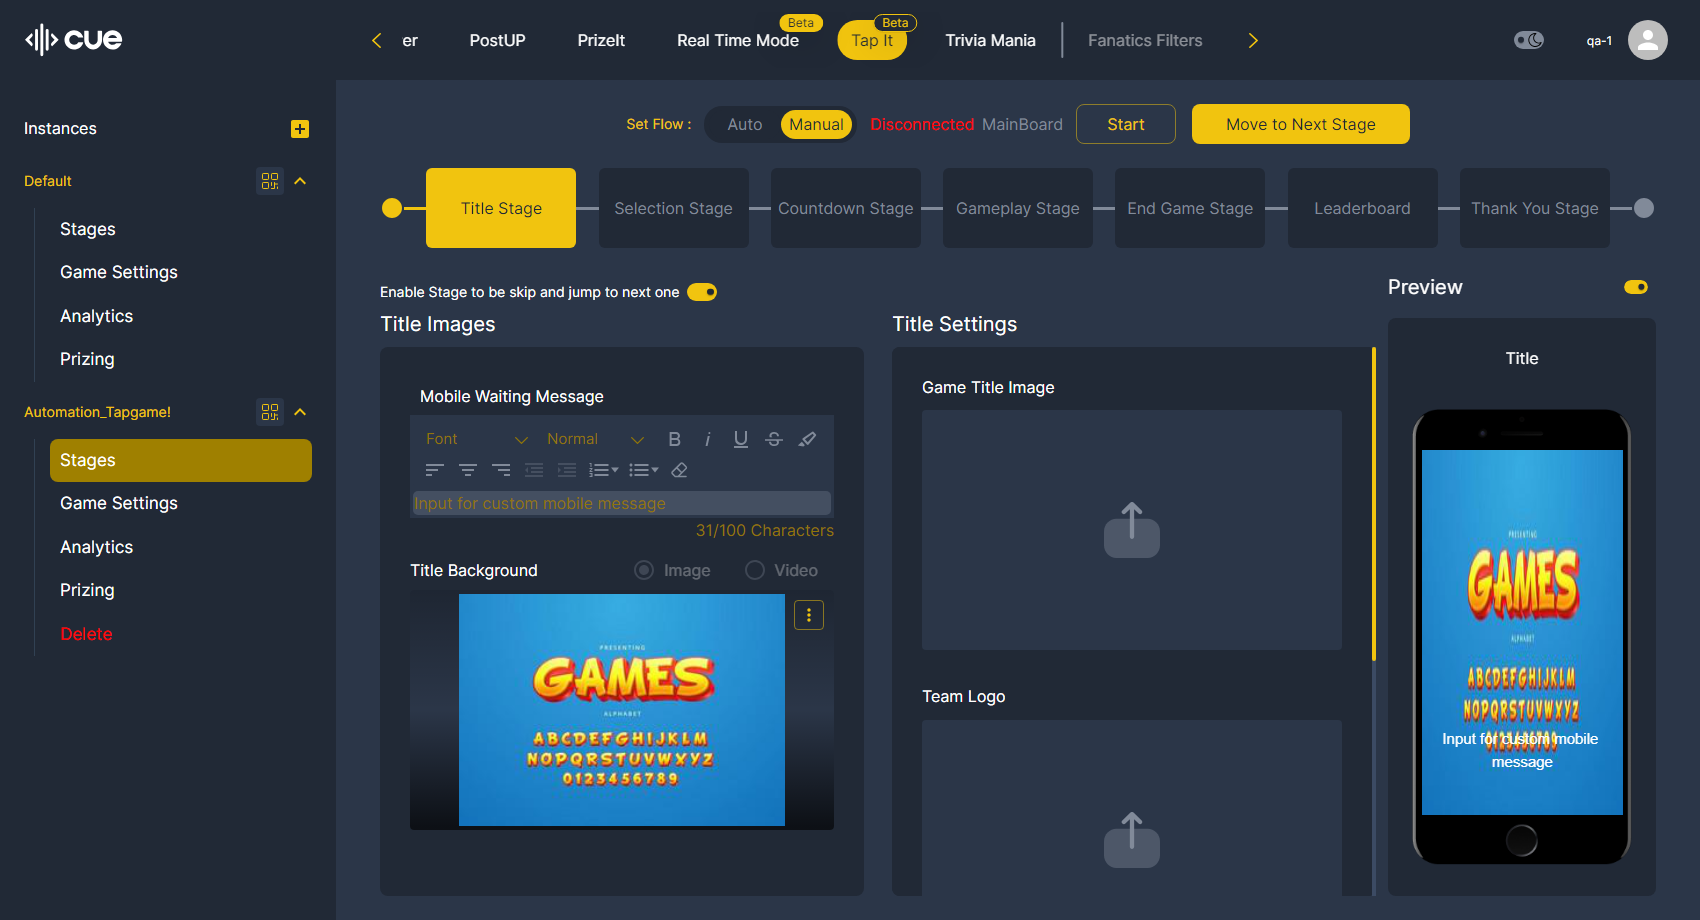 cue
er
PostUP
PrizeIt
Real Time Mode
Beta
Tap It
Beta
Trivia Mania
Fanatics Filters
qa-1
Instances
Default
Stages
Game Settings
Analytics
Prizing
Automation_Tapgame!
Stages
Game Settings
Analytics
Prizing
Delete
Set Flow :
Auto
Manual
Disconnected MainBoard
Start
Move to Next Stage
Title Stage
Selection Stage
Countdown Stage
Gameplay Stage
End Game Stage
Leaderboard
Thank You Stage
Enable Stage to be skip and jump to next one
Title Images
Mobile Waiting Message
Font
Normal
B
i
U
S
Input for custom mobile message
31/100 Characters
Title Background
Image
Video
PRESENTING
GAMES
ALPHABET
ABCDEFGHIJKLM
NOPQRSTUVWXYZ
0123456789
Title Settings
Game Title Image
Team Logo
Preview
Title
PRESENTING
GAMES
ALPHABET
ABCDEFGHIJKLM
NOPQRSTUVWXYZ
0123456789
Input for custom mobile
message